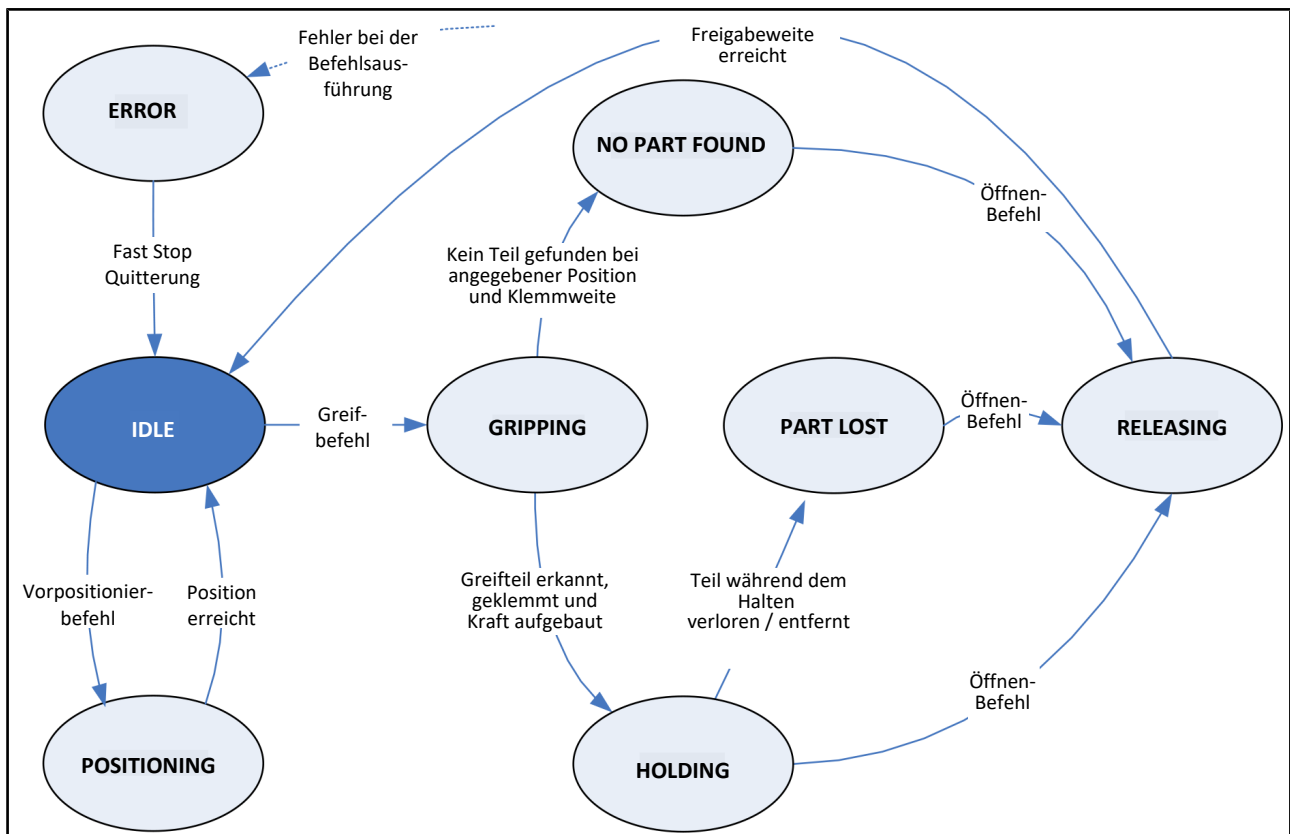 Fehler bei der
Befehlsaus-
führung
Freigabeweite
erreicht
ERROR
NO PART FOUND
Öffnen-
Befehl
Fast Stop
Quitterung
Kein Teil gefunden bei
angegebener Position
und Klemmweite
IDLE
Greif-
befehl
GRIPPING
PART LOST
Öffnen-
Befehl
RELEASING
Vorpositionier-
befehl
Position
erreicht
Greifteil erkannt,
geklemmt und
Kraft aufgebaut
Teil während dem
Halten
verloren / entfernt
Öffnen-
Befehl
POSITIONING
HOLDING